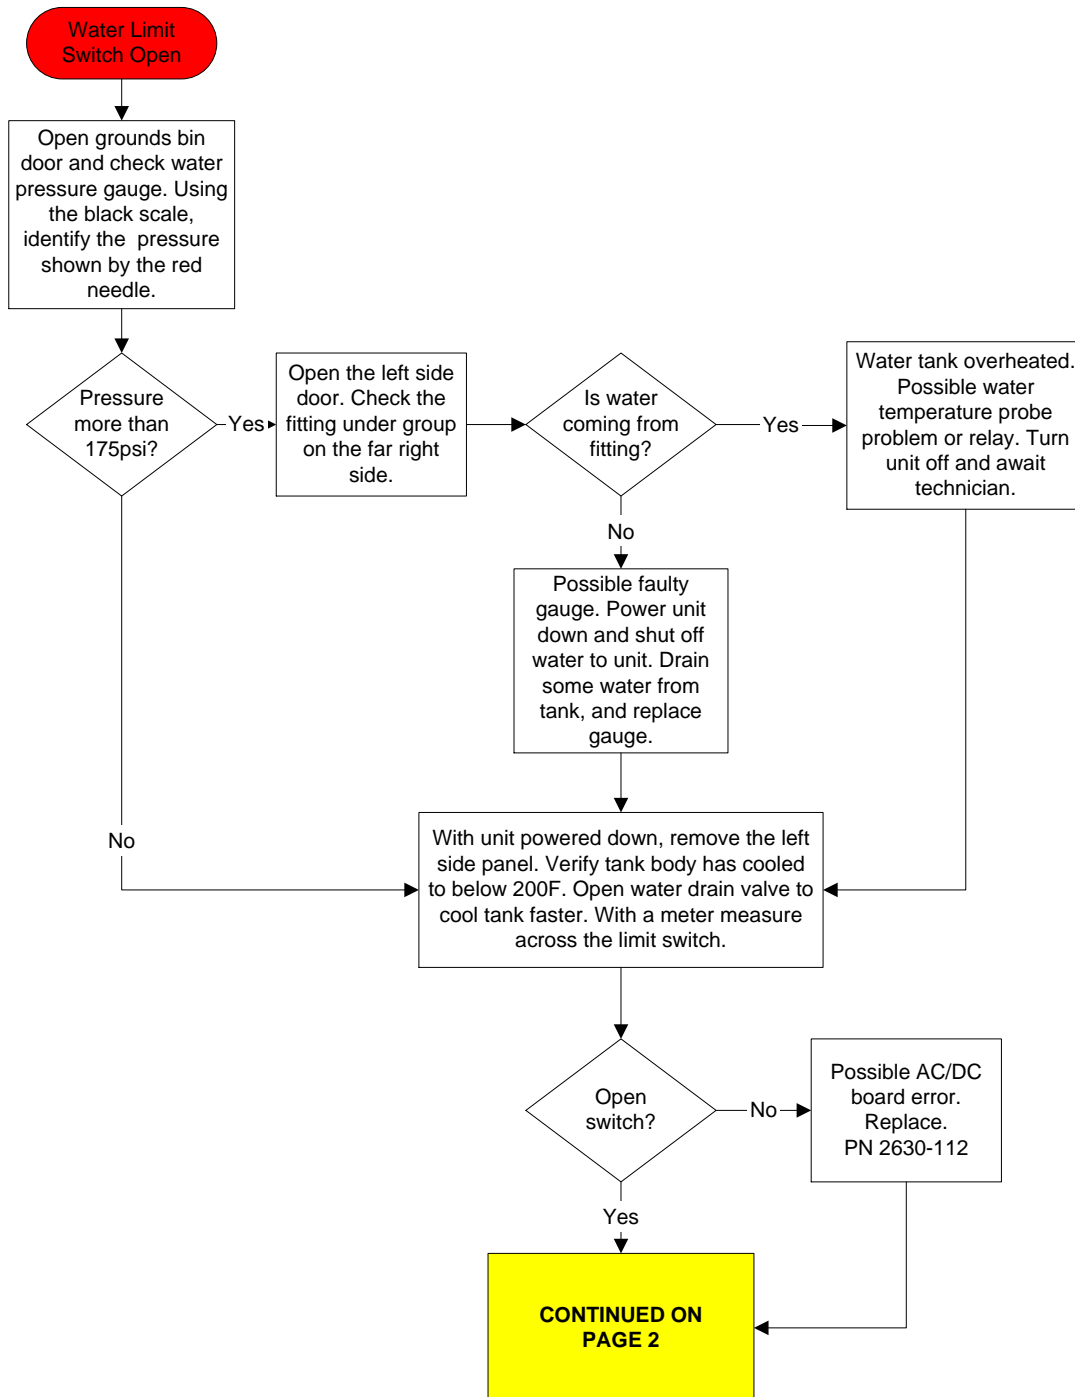 Water Limit
Switch Open
Open grounds bin
door and check water
pressure gauge. Using
the black scale,
identify the  pressure
shown by the red
needle.
Pressure
more than
175psi?
Yes
Open the left side
door. Check the
fitting under group
on the far right
side.
Is water
coming from
fitting?
Yes
Water tank overheated.
Possible water
temperature probe
problem or relay. Turn
unit off and await
technician.
No
Possible faulty
gauge. Power unit
down and shut off
water to unit. Drain
some water from
tank, and replace
gauge.
No
With unit powered down, remove the left
side panel. Verify tank body has cooled
to below 200F. Open water drain valve to
cool tank faster. With a meter measure
across the limit switch.
Open
switch?
No
Possible AC/DC
board error.
Replace.
PN 2630-112
Yes
CONTINUED ON
PAGE 2